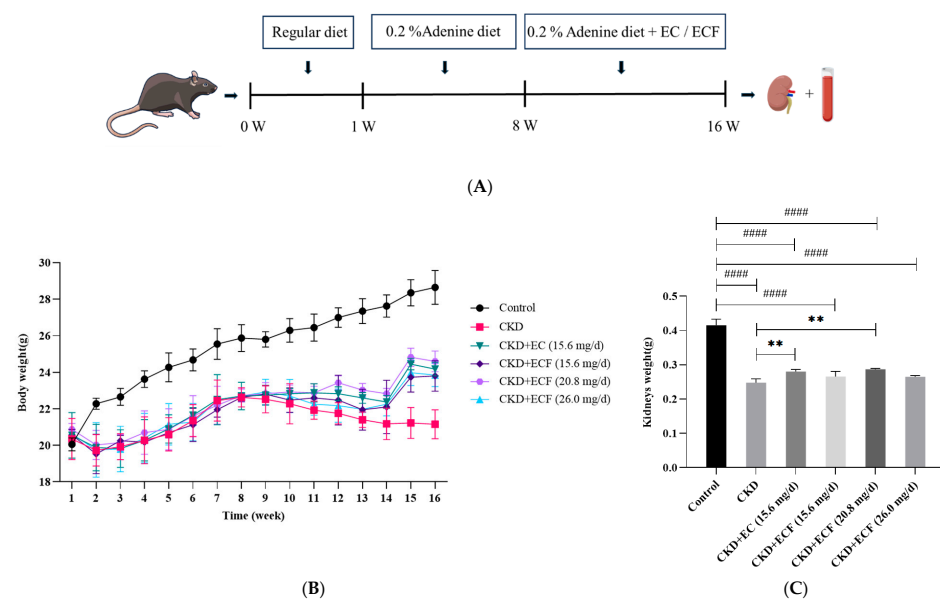 Regular diet
0.2 %Adenine diet
0.2 % Adenine diet + EC / ECF
+
0 W
1 W
8 W
16 W
(A)
Body weight(g)
30
28
26
24
22
20
18
1 2 3 4 5 6 7 8 9 10 11 12 13 14 15 16
Time (week)
Control
CKD
CKD+EC (15.6 mg/d)
CKD+ECF (15.6 mg/d)
CKD+ECF (20.8 mg/d)
CKD+ECF (26.0 mg/d)
(B)
####
####
####
####
####
**
**
Kidneys weight(g)
0.5
0.4
0.3
0.2
0.1
0.0
Control
CKD
CKD+EC (15.6 mg/d)
CKD+ECF (15.6 mg/d)
CKD+ECF (20.8 mg/d)
CKD+ECF (26.0 mg/d)
(C)